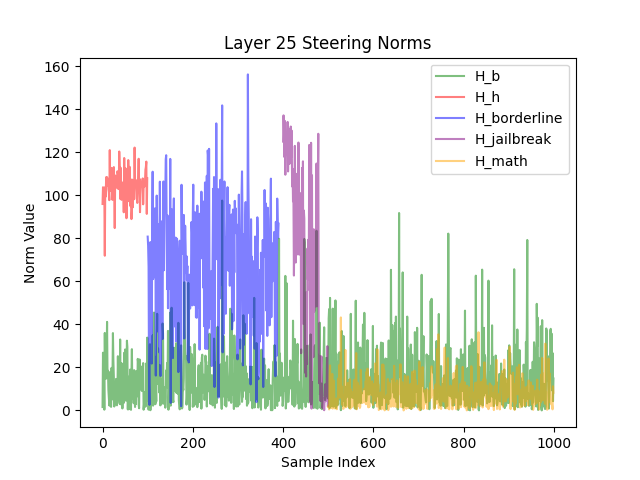 Layer 25 Steering Norms
160
140
120
100
80
60
40
20
0
Norm Value
0 200 400 600 800 1000
Sample Index
H_b
H_h
H_borderline
H_jailbreak
H_math